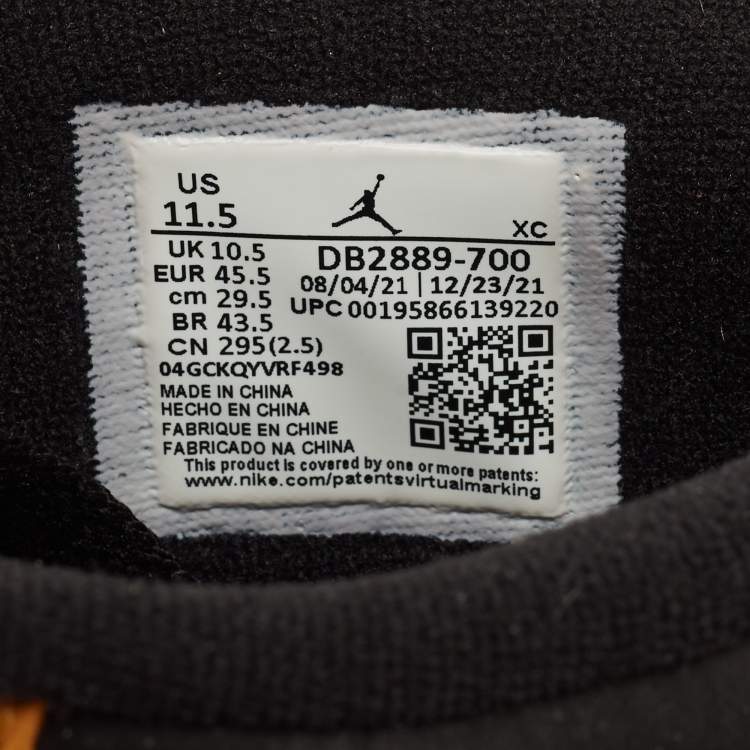 US
11.5
XC
UK 10.5
EUR 45.5
cm 29.5
BR 43.5
CN 295(2.5)
04GCKQYVRF498
DB2889-700
08/04/21 | 12/23/21
UPC 00195866139220
MADE IN CHINA
HECHO EN CHINA
FABRIQUE EN CHINE
FABRICADO NA CHINA
This product is covered by one or more patents:
www.nike.com/patentsvirtualmarking